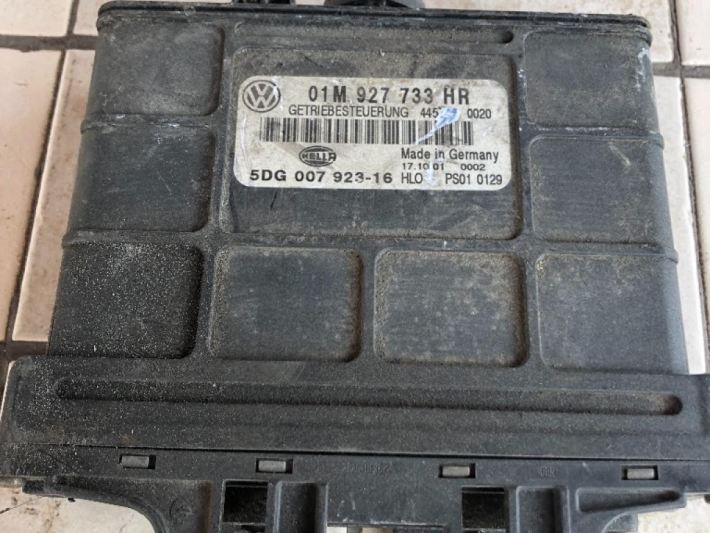 01M 927 733 HR
GETRIEBESTEUERUNG 0020
HELLA Made in Germany
17.10.01 0002
5DG 007 923-16 HLO PS01 0129